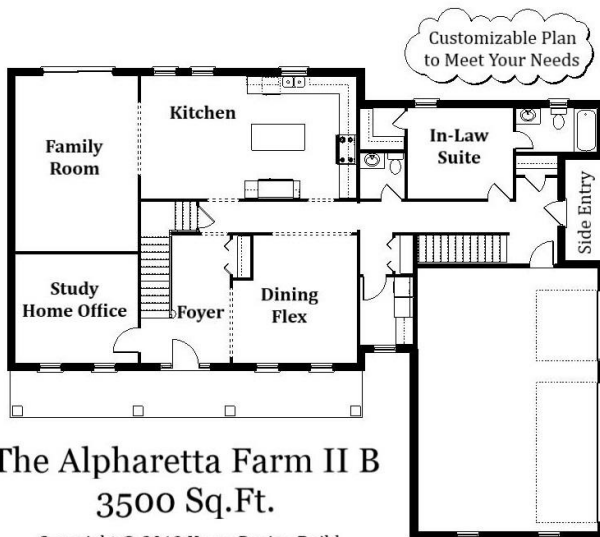 Customizable Plan
to Meet Your Needs
Kitchen
Family
Room
In-Law
Suite
Side Entry
Study
Home Office
Foyer
Dining
Flex
The Alpharetta Farm II B
3500 Sq.Ft.